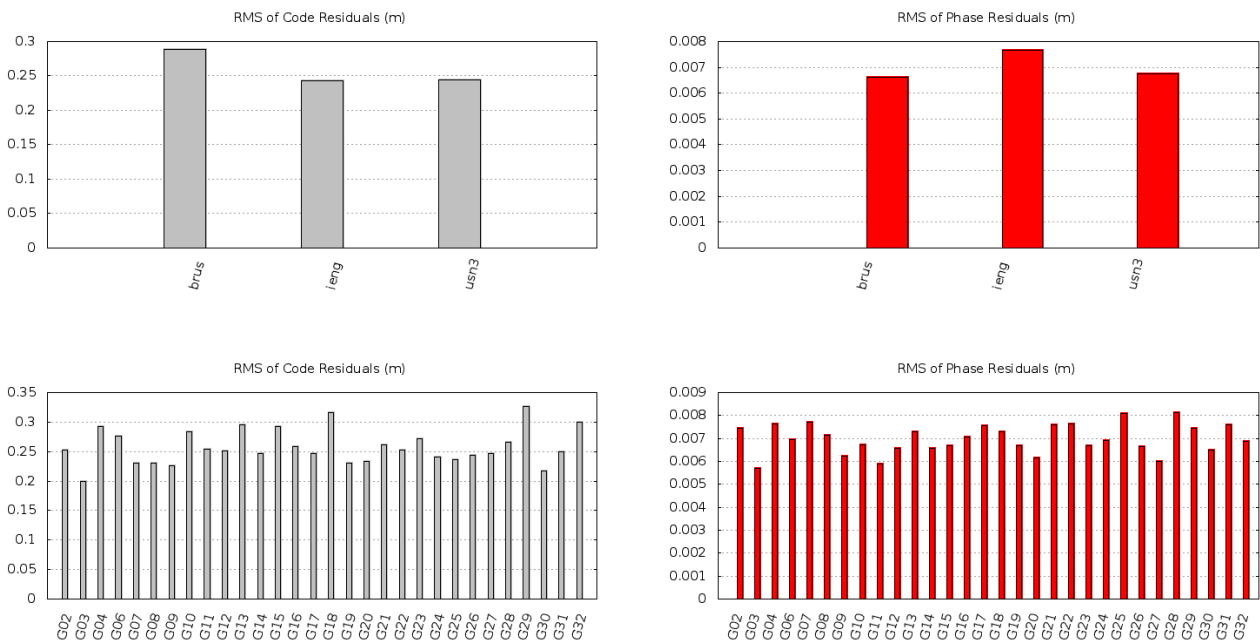 RMS of Code Residuals (m)
0.3
0.25
0.2
0.15
0.1
0.05
0
brus
ieng
usn3
RMS of Phase Residuals (m)
0.008
0.007
0.006
0.005
0.004
0.003
0.002
0.001
0
brus
ieng
usn3
RMS of Code Residuals (m)
0.35
0.3
0.25
0.2
0.15
0.1
0.05
0
G02
G03
G04
G06
G07
G08
G09
G10
G11
G12
G13
G14
G15
G16
G17
G18
G19
G20
G21
G22
G23
G24
G25
G26
G27
G28
G29
G30
G31
G32
RMS of Phase Residuals (m)
0.009
0.008
0.007
0.006
0.005
0.004
0.003
0.002
0.001
0
G02
G03
G04
G06
G07
G08
G09
G10
G11
G12
G13
G14
G15
G16
G17
G18
G19
G20
G21
G22
G23
G24
G25
G26
G27
G28
G29
G30
G31
G32